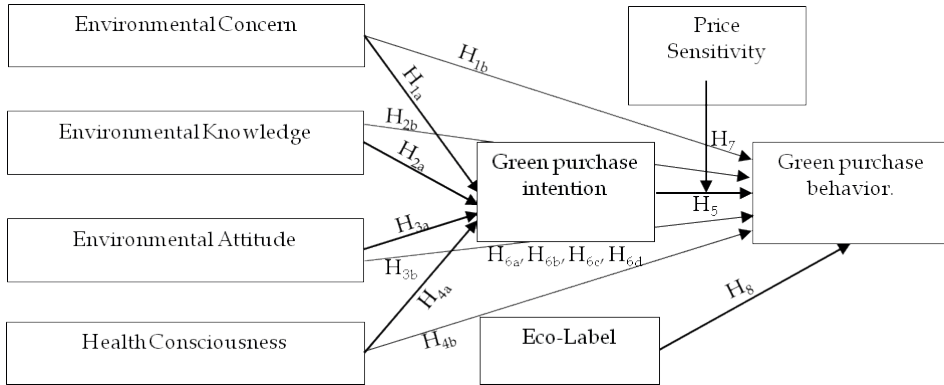 Environmental Concern
Price
Sensitivity
H1b
H1a
Environmental Knowledge
H2b
H2a
H7
Green purchase
intention
Green purchase
behavior.
H5
Environmental Attitude
H3a
H3b
H6a, H6b, H6c, H6d
H4a
H8
Health Consciousness
H4b
Eco-Label